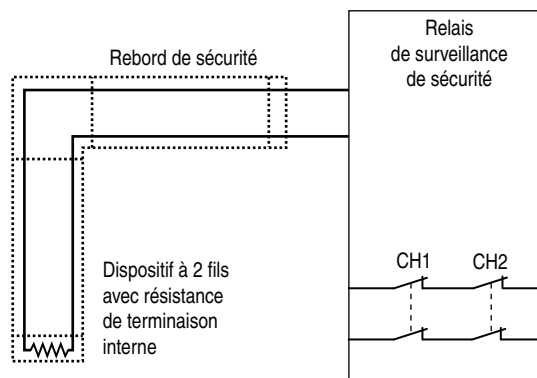 Relais
de surveillance
de sécurité
Rebord de sécurité
Dispositif à 2 fils
avec résistance
de terminaison
interne
CH1 CH2